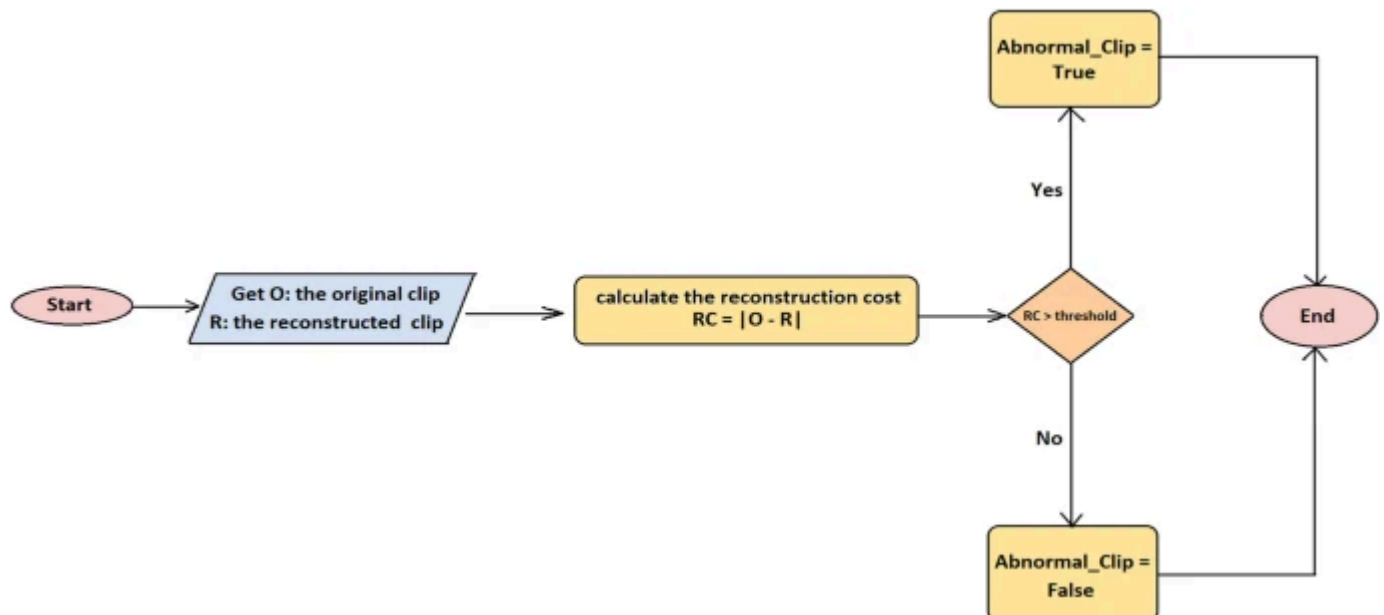 Start
Get O: the original clip
R: the reconstructed clip
calculate the reconstruction cost
RC = |O - R|
RC > threshold
Yes
Abnormal_Clip =
True
No
Abnormal_Clip =
False
End